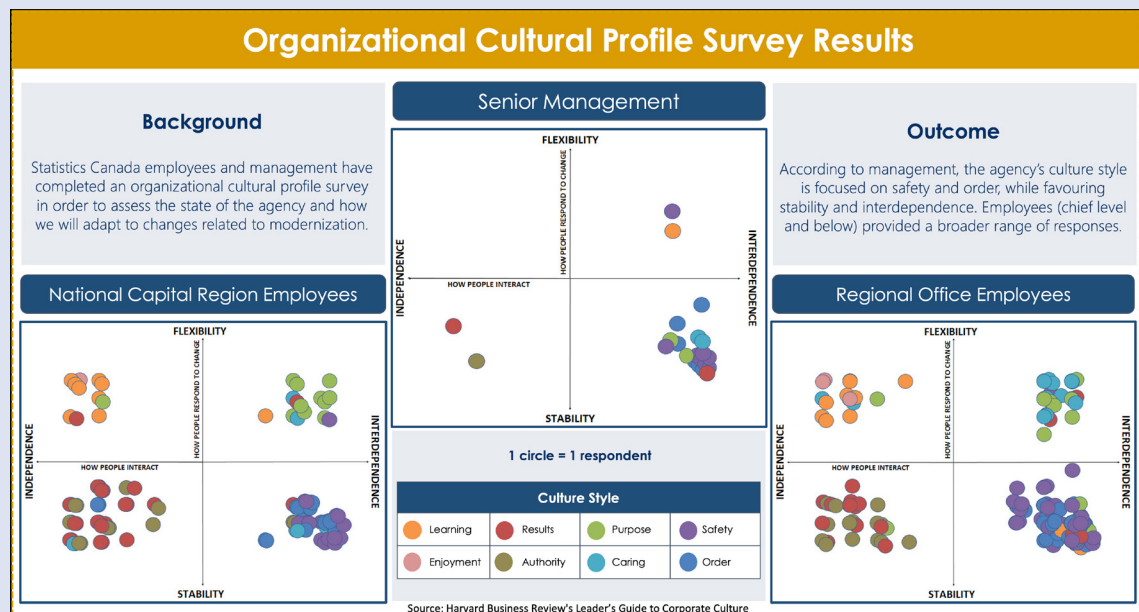 Organizational Cultural Profile Survey Results
Background
Statistics Canada employees and management have
completed an organizational cultural profile survey
in order to assess the state of the agency and how
we will adapt to changes related to modernization.
Senior Management
FLEXIBILITY
HOW PEOPLE RESPOND TO CHANGE
INDEPENDENCE
HOW PEOPLE INTERACT
INTERDEPENDENCE
STABILITY
Outcome
According to management, the agency's culture style
is focused on safety and order, while favouring
stability and interdependence. Employees (chief level
and below) provided a broader range of responses.
National Capital Region Employees
FLEXIBILITY
HOW PEOPLE RESPOND TO CHANGE
INDEPENDENCE
HOW PEOPLE INTERACT
INTERDEPENDENCE
STABILITY
1 circle = 1 respondent
Culture Style
Learning Results Purpose Safety
Enjoyment Authority Caring Order
Source: Harvard Business Review's Leader's Guide to Corporate Culture
Regional Office Employees
FLEXIBILITY
HOW PEOPLE RESPOND TO CHANGE
INDEPENDENCE
HOW PEOPLE INTERACT
INTERDEPENDENCE
STABILITY